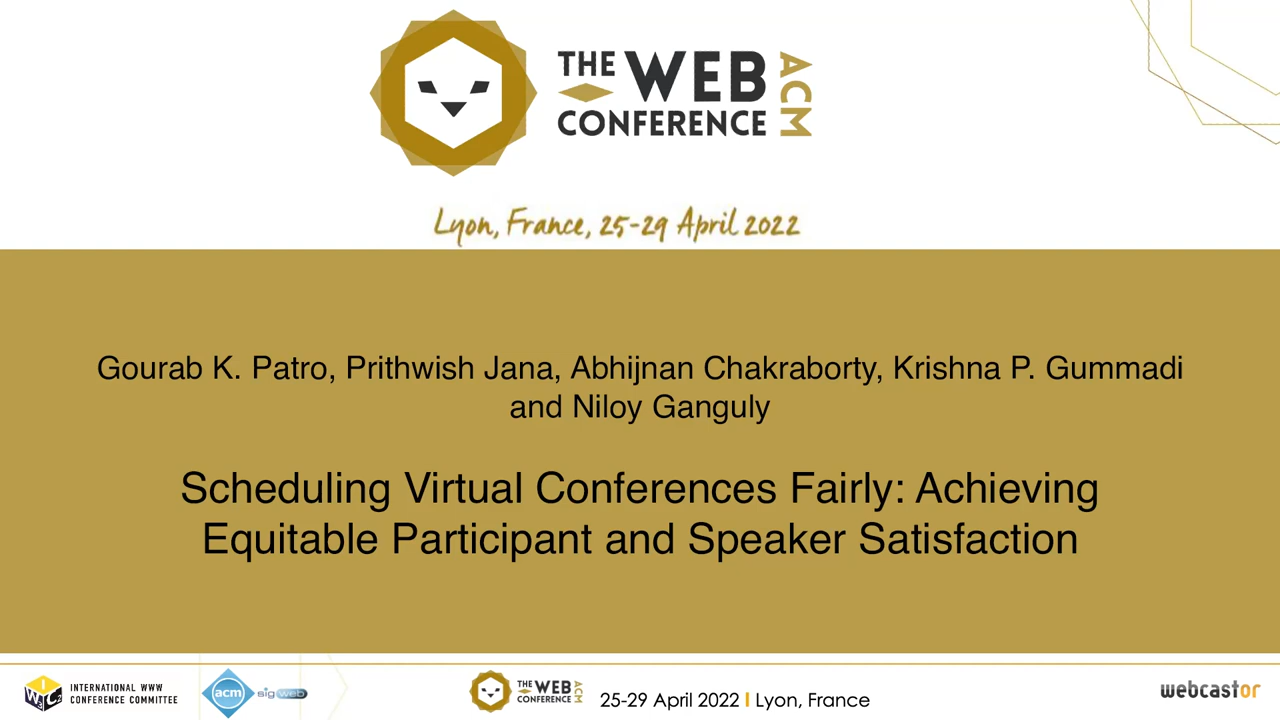 THE WEB
CONFERENCE
ACM
Lyon, France, 25-29 April 2022
Gourab K. Patro, Prithwish Jana, Abhijnan Chakraborty, Krishna P. Gummadi
and Niloy Ganguly
Scheduling Virtual Conferences Fairly: Achieving
Equitable Participant and Speaker Satisfaction
INTERNATIONAL WWW
CONFERENCE COMMITTEE
acm
sigweb
THE WEB
CONFERENCE
ACM
25-29 April 2022 | Lyon, France
webcastor